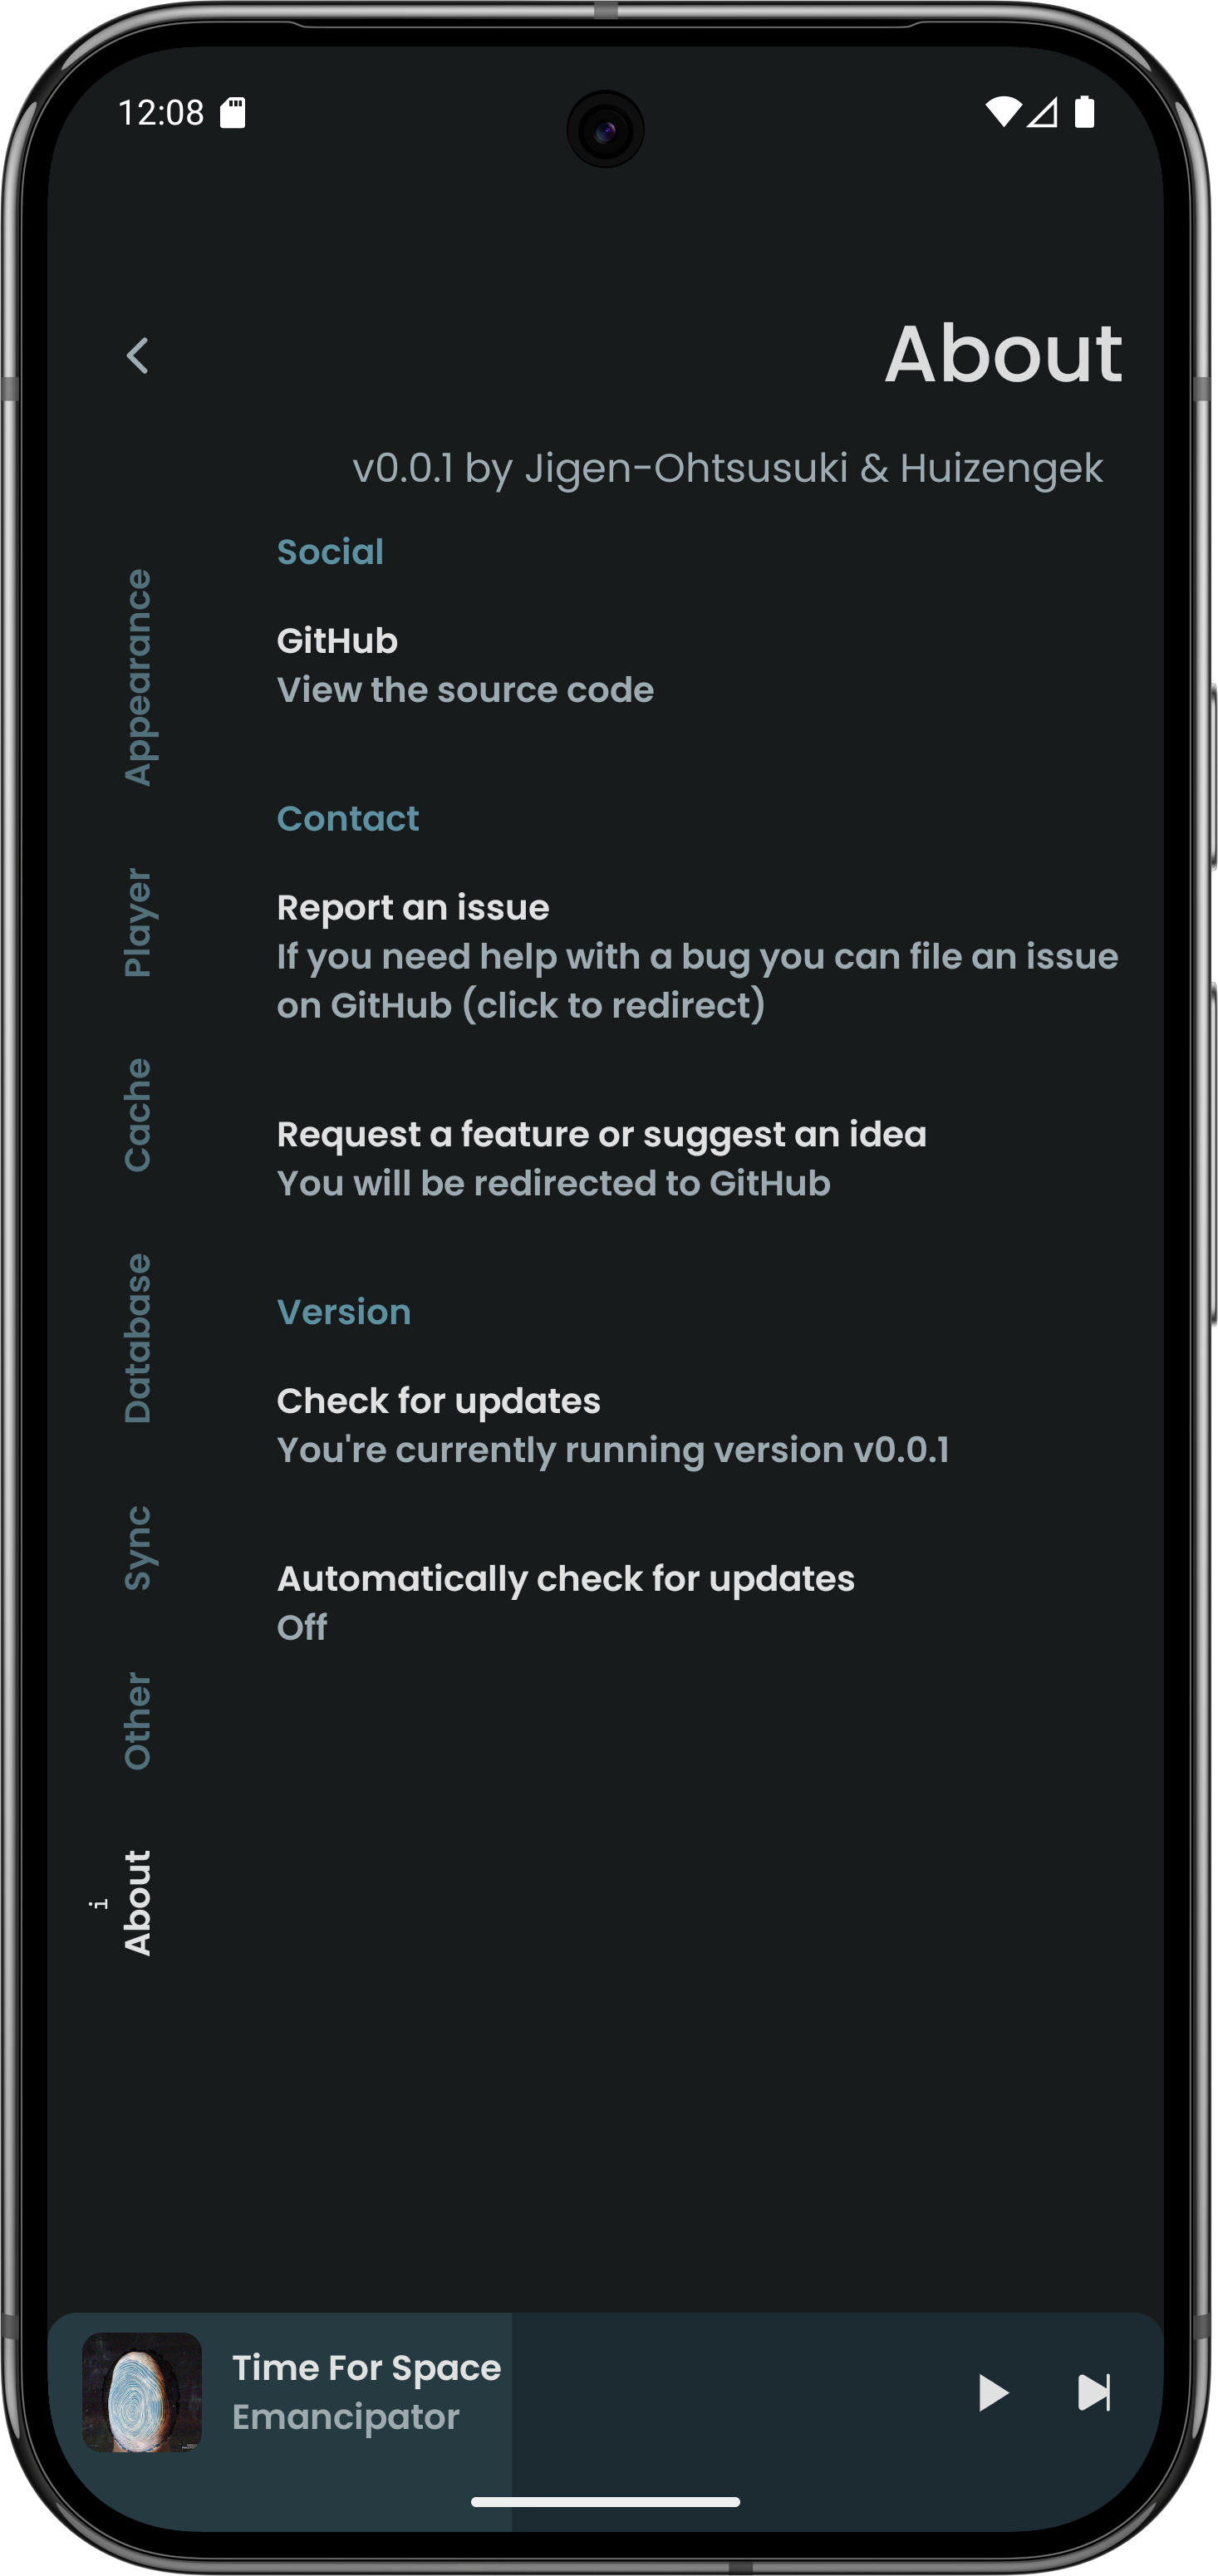 12:08
About
v0.0.1 by Jigen-Ohtsusuki & Huizengek
Social
GitHub
View the source code
Contact
Report an issue
If you need help with a bug you can file an issue
on GitHub (click to redirect)
Request a feature or suggest an idea
You will be redirected to GitHub
Version
Check for updates
You're currently running version v0.0.1
Automatically check for updates
Off
Appearance
Player
Cache
Database
Sync
Other
i
About
Time For Space
Emancipator